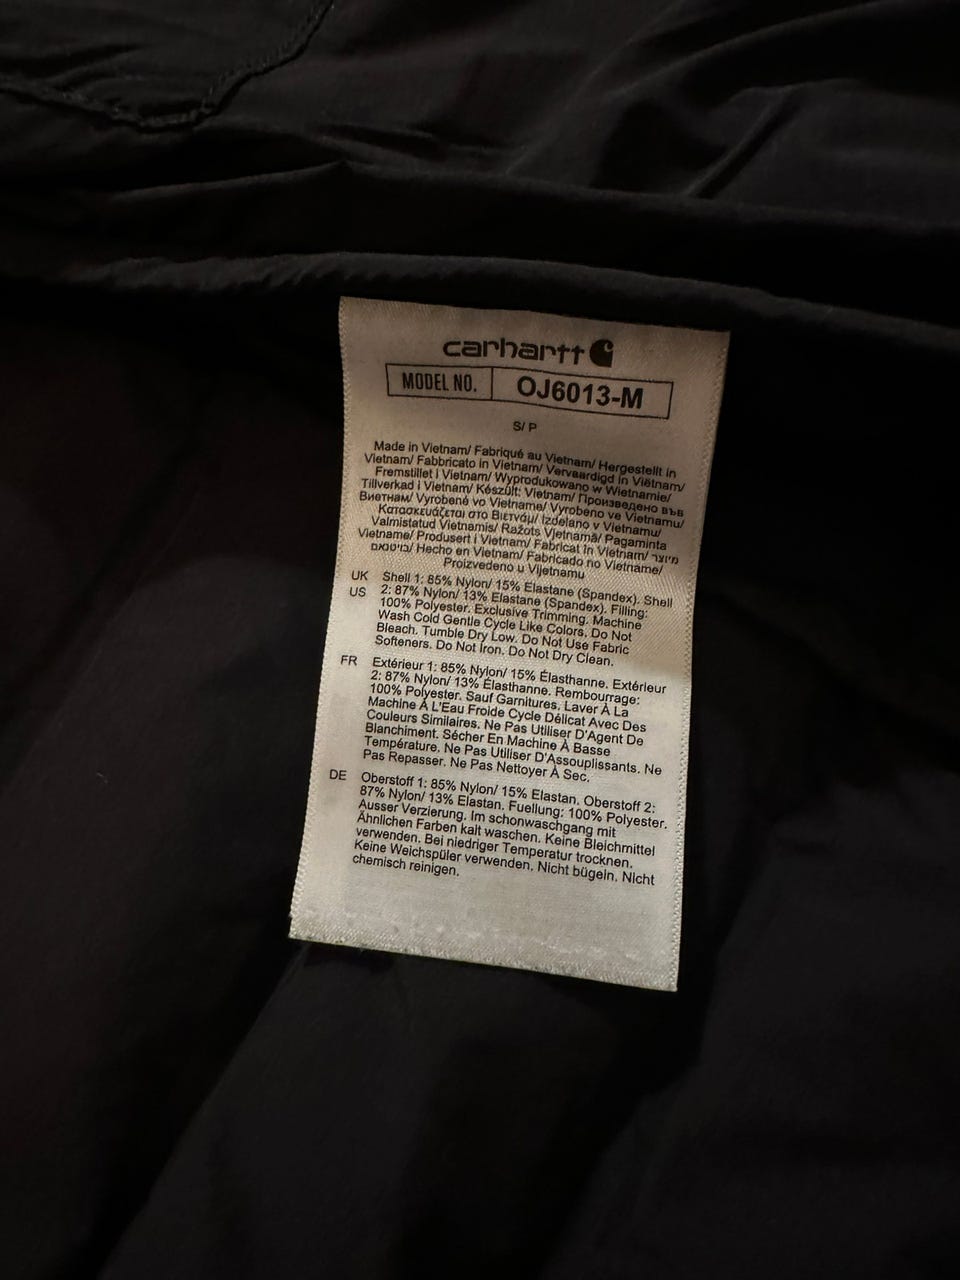 carhartt
MODEL NO. OJ6013-M
S/ P
Made in Vietnam/ Fabriqué au Vietnam/ Hergestellt in
Vietnam/ Fabbricato in Vietnam/ Vervaardigd in Viëtnam/
Fremstillet i Vietnam/ Wyprodukowano w Wietnamie/
Tillverkad i Vietnam/ Készült: Vietnam/ Произведено във
Виетнам/ Vyrobené vo Vietname/ Vyrobeno ve Vietnamu/
Κατασκευάζεται στο Βιετνάμ/ Izdelano v Vietnamu/
Valmistatud Vietnamis/ Ražots Vjetnamā/ Pagaminta
Vietname/ Produsert i Vietnam/ Fabricat în Vietnam/ מיוצר
בויטנאם/ Hecho en Vietnam/ Fabricado no Vietname/
Proizvedeno u Vijetnamu
UK Shell 1: 85% Nylon/ 15% Elastane (Spandex). Shell
US 2: 87% Nylon/ 13% Elastane (Spandex). Filling:
100% Polyester. Exclusive Trimming. Machine
Wash Cold Gentle Cycle Like Colors. Do Not
Bleach. Tumble Dry Low. Do Not Use Fabric
Softeners. Do Not Iron. Do Not Dry Clean.
FR Extérieur 1: 85% Nylon/ 15% Élasthanne. Extérieur
2: 87% Nylon/ 13% Élasthanne. Rembourrage:
100% Polyester. Sauf Garnitures. Laver À La
Machine À L'Eau Froide Cycle Délicat Avec Des
Couleurs Similaires. Ne Pas Utiliser D'Agent De
Blanchiment. Sécher En Machine À Basse
Température. Ne Pas Utiliser D'Assouplissants. Ne
Pas Repasser. Ne Pas Nettoyer À Sec.
DE Oberstoff 1: 85% Nylon/ 15% Elastan. Oberstoff 2:
87% Nylon/ 13% Elastan. Fuellung: 100% Polyester.
Ausser Verzierung. Im schonwaschgang mit
Ähnlichen Farben kalt waschen. Keine Bleichmittel
verwenden. Bei niedriger Temperatur trocknen.
Keine Weichspüler verwenden. Nicht bügeln. Nicht
chemisch reinigen.